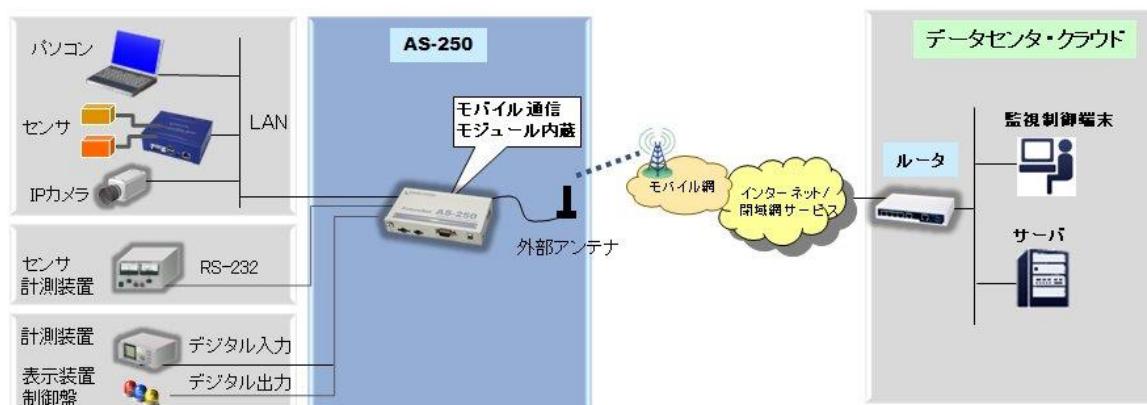 パソコン
センサ
LAN
IPカメラ
センサ
計測装置
RS-232
計測装置
デジタル入力
表示装置
制御盤
デジタル出力
AS-250
モバイル通信
モジュール内蔵
AS-250
外部アンテナ
モバイル網
インターネット/
閉域網サービス
データセンタ・クラウド
ルータ
監視制御端末
サーバ